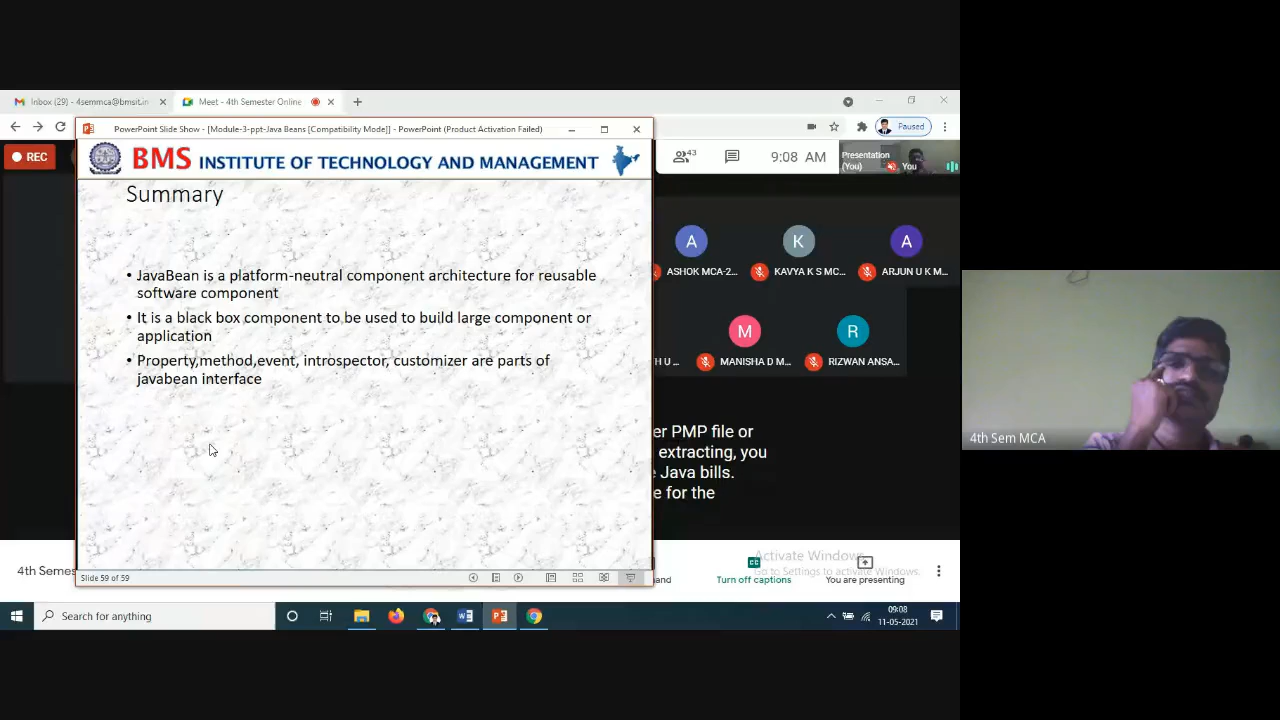 Inbox (29) - 4semmca@bmsit.in
Meet - 4th Semester Online
Paused
PowerPoint Slide Show - [Module-3-ppt-Java Beans [Compatibility Mode]] - PowerPoint (Product Activation Failed)
REC
BMS INSTITUTE OF TECHNOLOGY AND MANAGEMENT
43
9:08 AM
Presentation
(You)
You
Summary
• JavaBean is a platform-neutral component architecture for reusable
software component
• It is a black box component to be used to build large component or
application
• Property,method,event, introspector, customizer are parts of
javabean interface
A
K
A
ASHOK MCA-2...
KAVYA K S MC...
ARJUN U K M...
M
R
H U ...
MANISHA D M...
RIZWAN ANSA...
er PMP file or
extracting, you
e Java bills.
e for the
4th Sem MCA
Slide 59 of 59
4th Semes
and
CC
Turn off captions
You are presenting
Activate Windows
Go to Settings to activate Windows.
Search for anything
09:08
11-05-2021